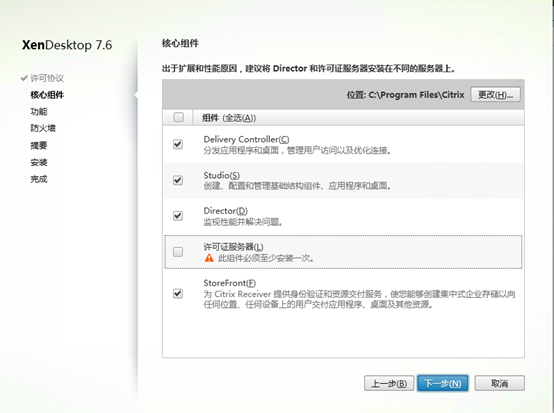 XenDesktop 7.6
许可协议
核心组件
功能
防火墙
摘要
安装
完成
核心组件
出于扩展和性能原因，建议将 Director 和许可证服务器安装在不同的服务器上。
位置: C:\Program Files\Citrix
更改(H)...
组件 (全选(A))
Delivery Controller(C)
分发应用程序和桌面，管理用户访问以及优化连接。
Studio(S)
创建、配置和管理基础结构组件、应用程序和桌面。
Director(D)
监视性能并解决问题。
许可证服务器(L)
此组件必须至少安装一次。
StoreFront(F)
为 Citrix Receiver 提供身份验证和资源交付服务，使您能够创建集中式企业存储以向
任何位置、任何设备上的用户交付应用程序、桌面及其他资源。
上一步(B)
下一步(N)
取消